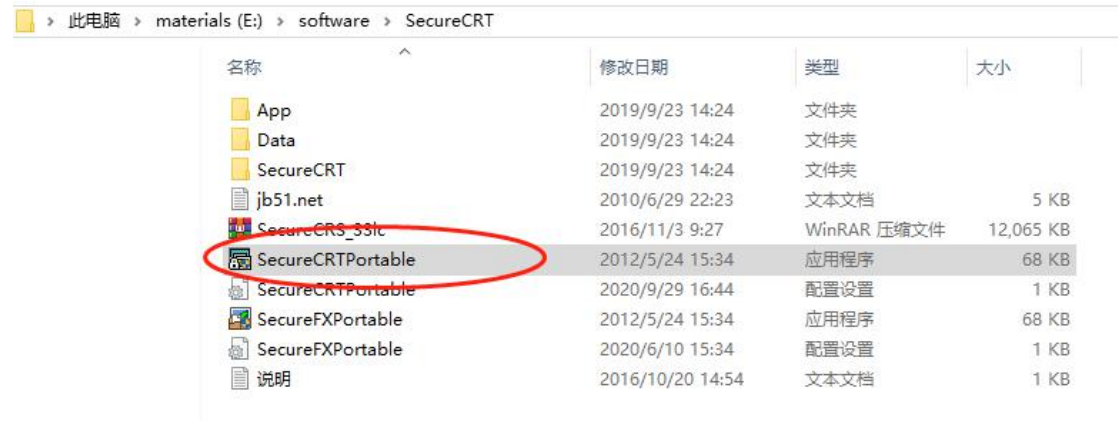 此电脑 > materials (E:) > software > SecureCRT
名称 修改日期 类型 大小
App 2019/9/23 14:24 文件夹
Data 2019/9/23 14:24 文件夹
SecureCRT 2019/9/23 14:24 文件夹
jb51.net 2010/6/29 22:23 文本文档 5 KB
SecureCRS_33lc 2016/11/3 9:27 WinRAR 压缩文件 12,065 KB
SecureCRTPortable 2012/5/24 15:34 应用程序 68 KB
SecureCRTPortable 2020/9/29 16:44 配置设置 1 KB
SecureFXPortable 2012/5/24 15:34 应用程序 68 KB
SecureFXPortable 2020/6/10 15:34 配置设置 1 KB
说明 2016/10/20 14:54 文本文档 1 KB